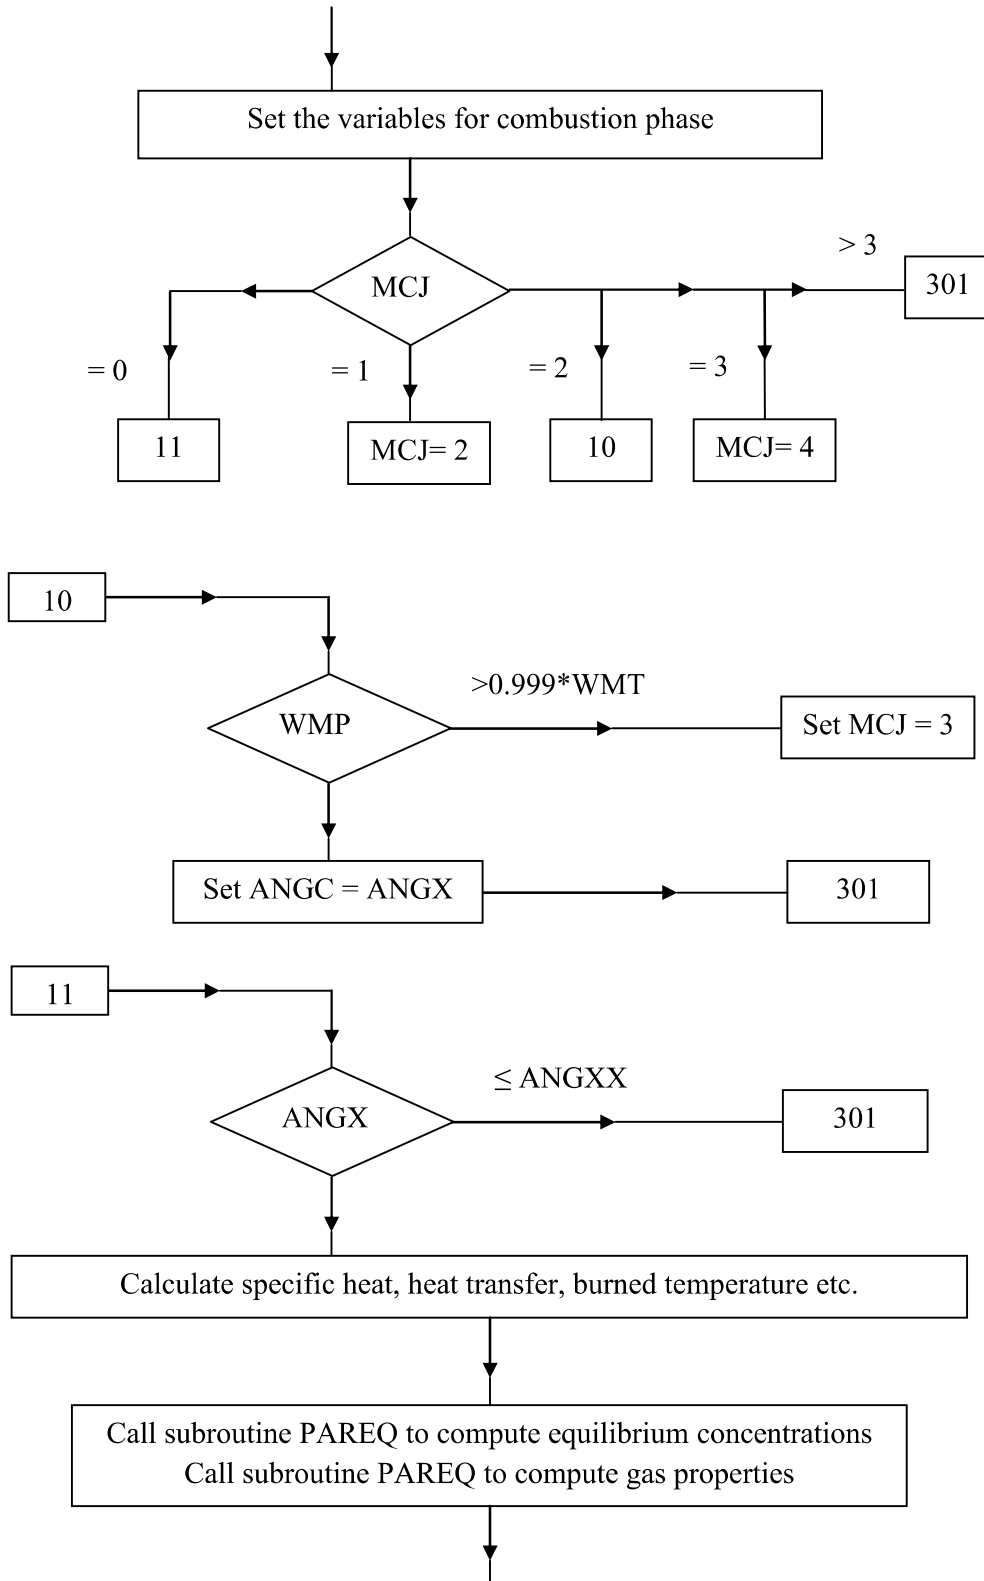 Set the variables for combustion phase
> 3
MCJ
301
= 0
= 1
= 2
= 3
11
MCJ= 2
10
MCJ= 4
10
>0.999*WMT
WMP
Set MCJ = 3
Set ANGC = ANGX
301
11
≤ ANGXX
ANGX
301
Calculate specific heat, heat transfer, burned temperature etc.
Call subroutine PAREQ to compute equilibrium concentrations
Call subroutine PAREQ to compute gas properties